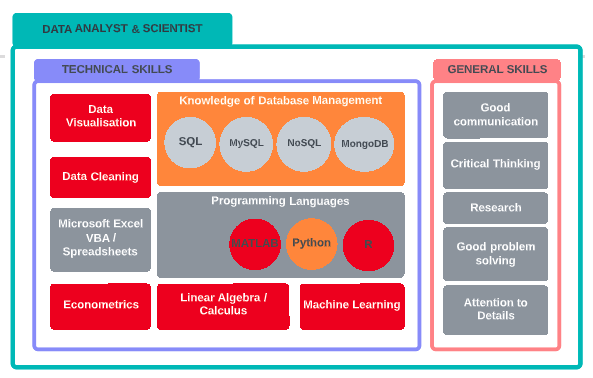 DATA ANALYST & SCIENTIST
TECHNICAL SKILLS
Data
Visualisation
Data Cleaning
Microsoft Excel
VBA /
Spreadsheets
Econometrics
Knowledge of Database Management
SQL
MySQL
NoSQL
MongoDB
Programming Languages
MATLAB
Python
R
Linear Algebra /
Calculus
Machine Learning
GENERAL SKILLS
Good
communication
Critical Thinking
Research
Good problem
solving
Attention to
Details